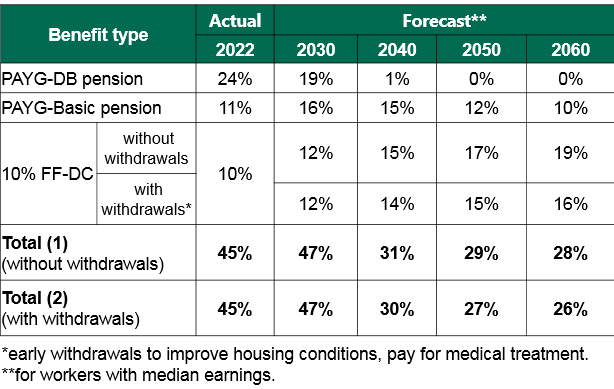 Benefit type Actual Forecast**
2022 2030 2040 2050 2060
PAYG-DB pension 24% 19% 1% 0% 0%
PAYG-Basic pension 11% 16% 15% 12% 10%
10% FF-DC without withdrawals 10% 12% 15% 17% 19%
with withdrawals* 12% 14% 15% 16%
Total (1) 45% 47% 31% 29% 28%
(without withdrawals)
Total (2) 45% 47% 30% 27% 26%
(with withdrawals)
*early withdrawals to improve housing conditions, pay for medical treatment.
**for workers with median earnings.